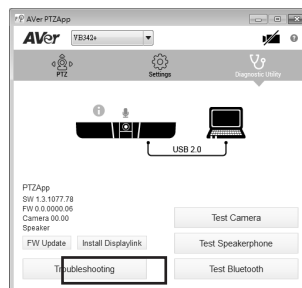 AVer PTZApp
AVer VB342+
PTZ Settings Diagnostic Utility
USB 2.0
PTZApp
SW 1.3.1077.78
FW 0.0.0000.06
Camera 00.00
Speaker
Test Camera
FW Update Install Displaylink Test Speakerphone
Troubleshooting Test Bluetooth